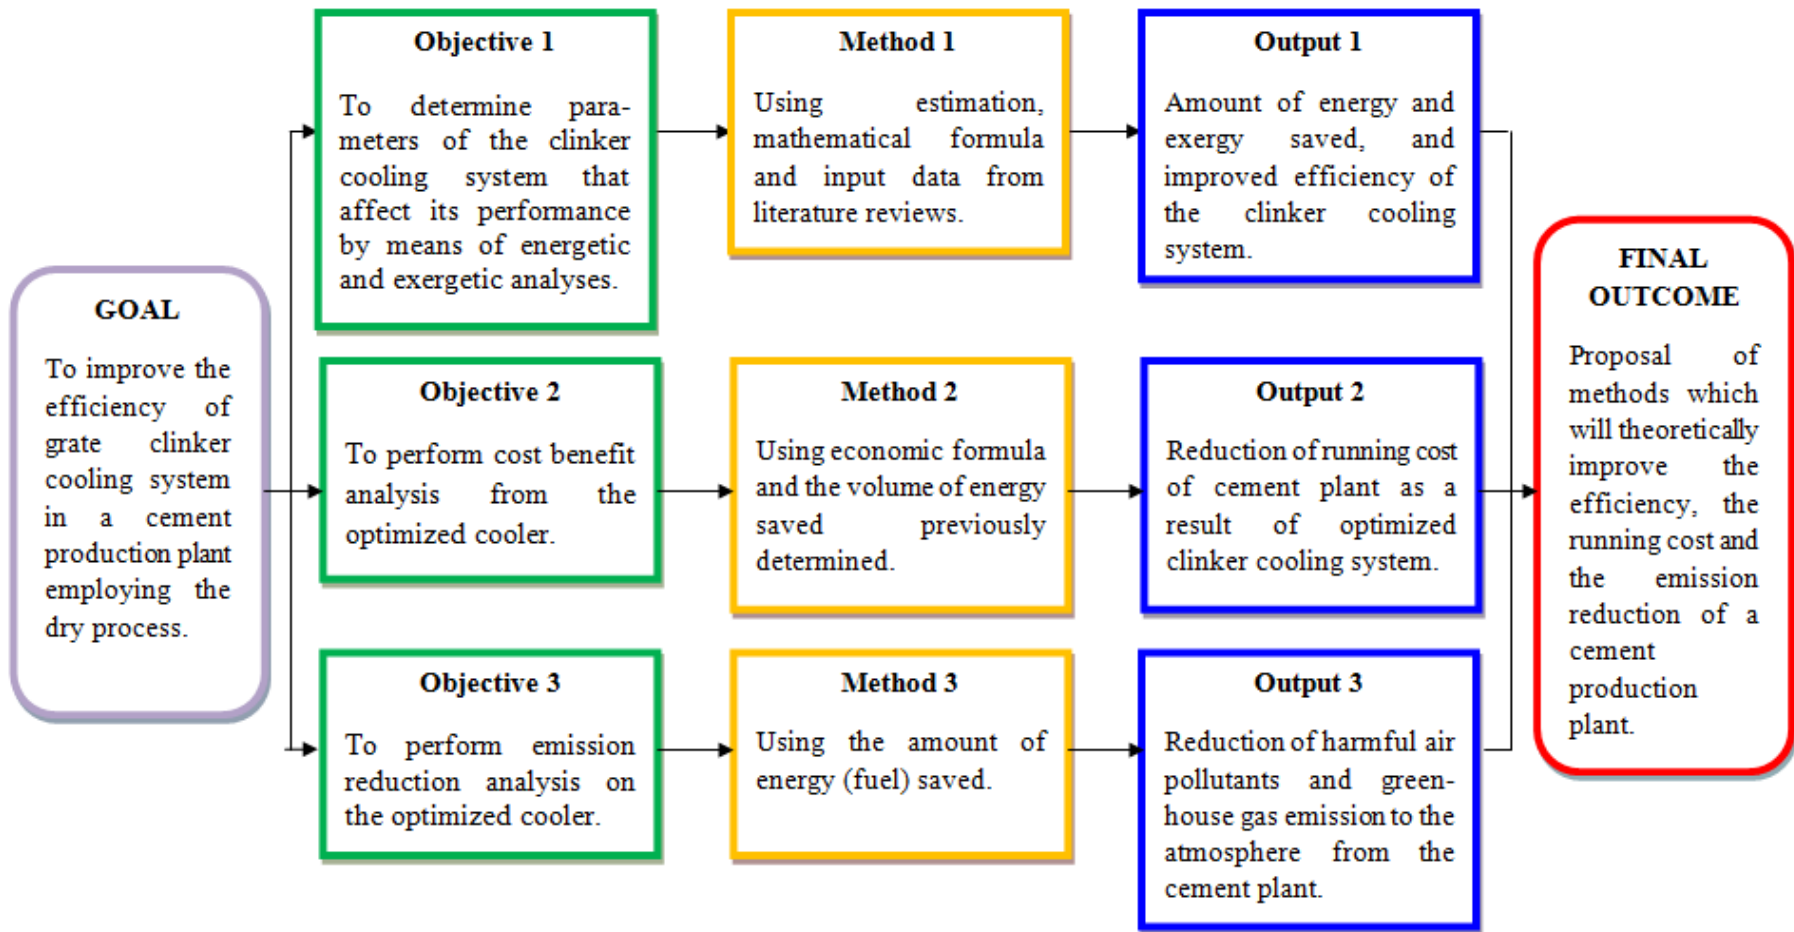 GOAL
To improve the
efficiency of
grate clinker
cooling system
in a cement
production plant
employing the
dry process.
Objective 1
To determine para-
meters of the clinker
cooling system that
affect its performance
by means of energetic
and exergetic analyses.
Method 1
Using estimation,
mathematical formula
and input data from
literature reviews.
Output 1
Amount of energy and
exergy saved, and
improved efficiency of
the clinker cooling
system.
Objective 2
To perform cost benefit
analysis from the
optimized cooler.
Method 2
Using economic formula
and the volume of energy
saved previously
determined.
Output 2
Reduction of running cost
of cement plant as a
result of optimized
clinker cooling system.
Objective 3
To perform emission
reduction analysis on
the optimized cooler.
Method 3
Using the amount of
energy (fuel) saved.
Output 3
Reduction of harmful air
pollutants and green-
house gas emission to the
atmosphere from the
cement plant.
FINAL
OUTCOME
Proposal of
methods which
will theoretically
improve the
efficiency, the
running cost and
the emission
reduction of a
cement
production
plant.